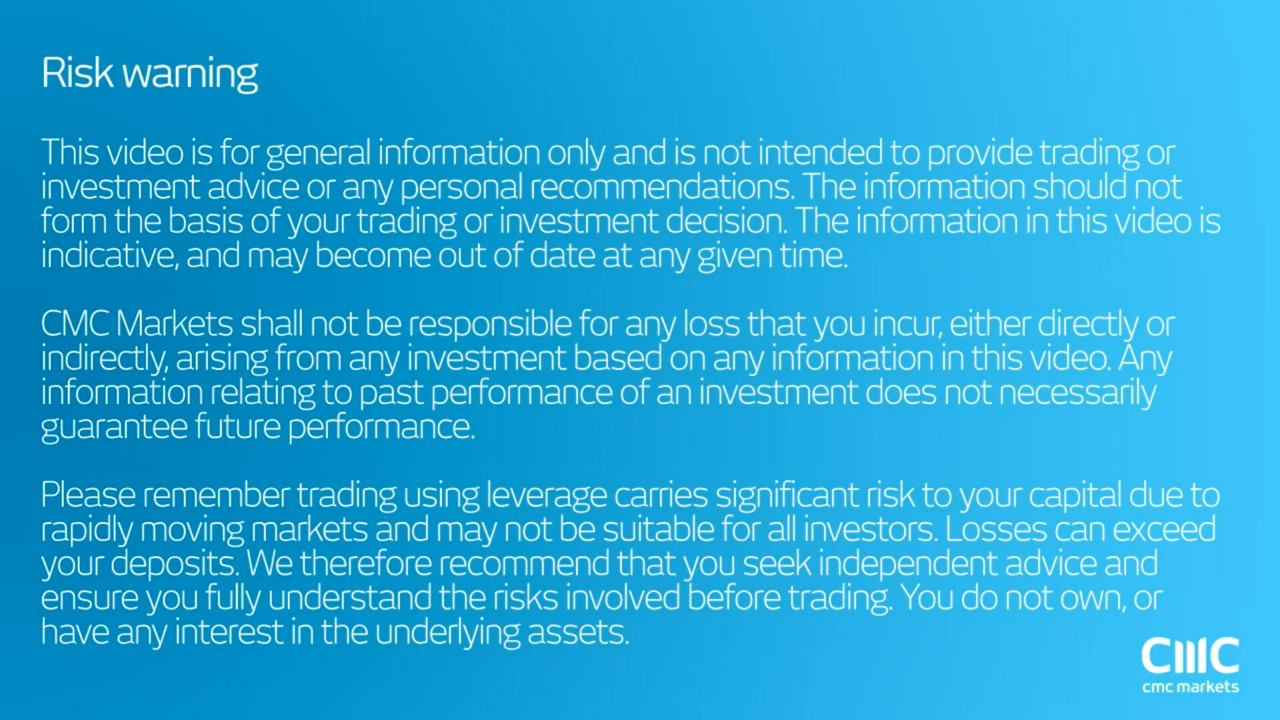 Risk warning
This video is for general information only and is not intended to provide trading or
investment advice or any personal recommendations. The information should not
form the basis of your trading or investment decision. The information in this video is
indicative, and may become out of date at any given time.
CMC Markets shall not be responsible for any loss that you incur, either directly or
indirectly, arising from any investment based on any information in this video. Any
information relating to past performance of an investment does not necessarily
guarantee future performance.
Please remember trading using leverage carries significant risk to your capital due to
rapidly moving markets and may not be suitable for all investors. Losses can exceed
your deposits. We therefore recommend that you seek independent advice and
ensure you fully understand the risks involved before trading. You do not own, or
have any interest in the underlying assets.
CMC
cmc markets